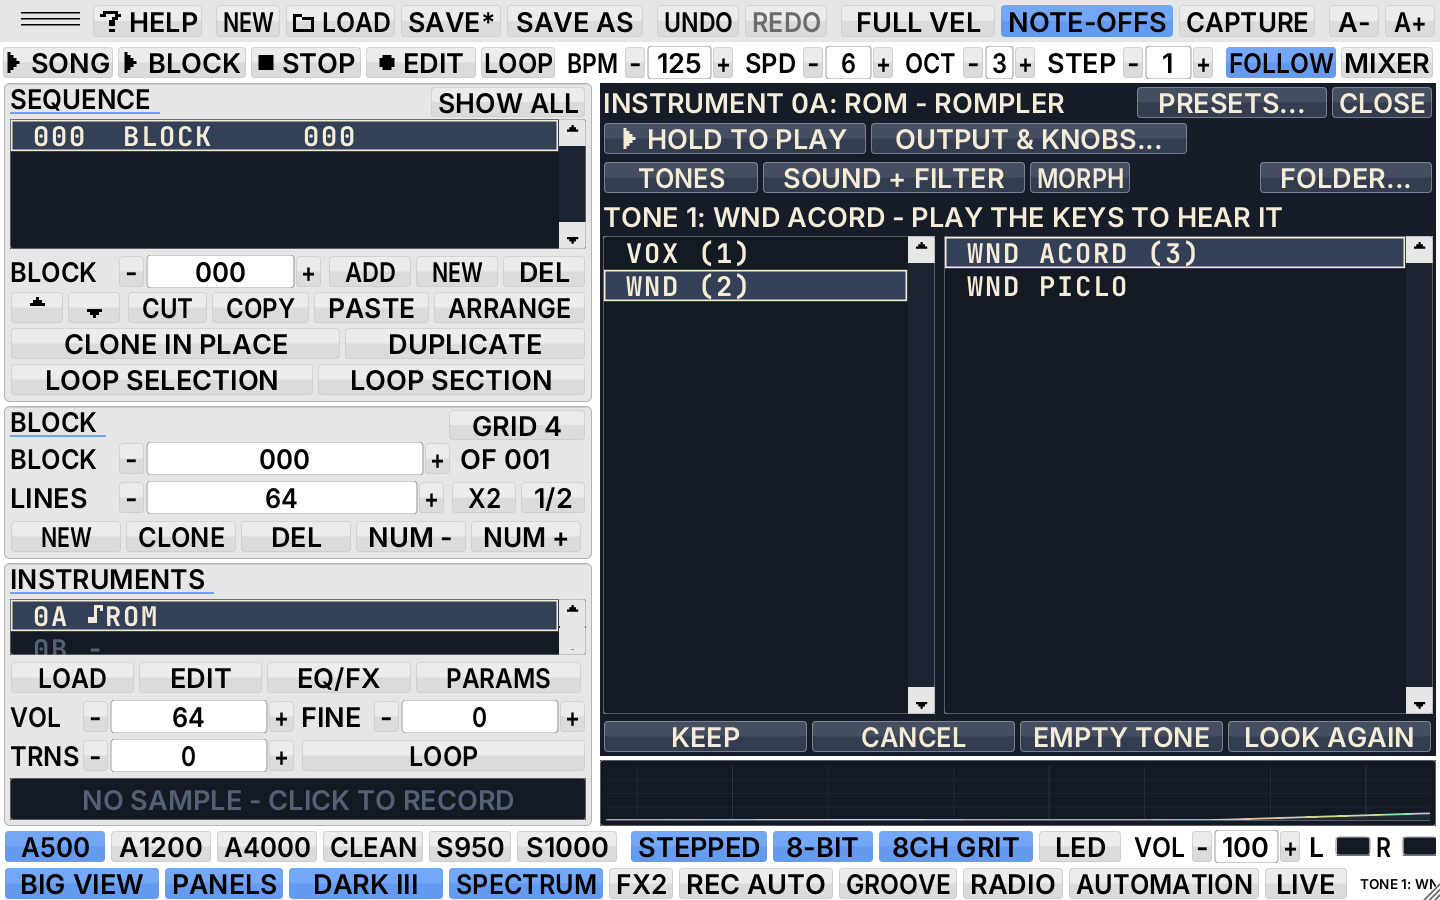 ? HELP NEW LOAD SAVE* SAVE AS UNDO REDO FULL VEL NOTE-OFFS CAPTURE A- A+
SONG BLOCK STOP EDIT LOOP BPM - 125 + SPD - 6 + OCT - 3 + STEP - 1 + FOLLOW MIXER
SEQUENCE SHOW ALL
000 BLOCK 000
BLOCK - 000 + ADD NEW DEL
CUT COPY PASTE ARRANGE
CLONE IN PLACE DUPLICATE
LOOP SELECTION LOOP SECTION
BLOCK GRID 4
BLOCK - 000 + OF 001
LINES - 64 + X2 1/2
NEW CLONE DEL NUM - NUM +
INSTRUMENTS
0A ROM
0B -
LOAD EDIT EQ/FX PARAMS
VOL - 64 + FINE - 0 +
TRNS - 0 + LOOP
NO SAMPLE - CLICK TO RECORD
INSTRUMENT 0A: ROM - ROMPLER PRESETS... CLOSE
HOLD TO PLAY OUTPUT & KNOBS...
TONES SOUND + FILTER MORPH FOLDER...
TONE 1: WND ACORD - PLAY THE KEYS TO HEAR IT
VOX (1) WND ACORD (3)
WND (2) WND PICLO
KEEP CANCEL EMPTY TONE LOOK AGAIN
A500 A1200 A4000 CLEAN S950 S1000 STEPPED 8-BIT 8CH GRIT LED VOL - 100 + L R
BIG VIEW PANELS DARK III SPECTRUM FX2 REC AUTO GROOVE RADIO AUTOMATION LIVE TONE 1: